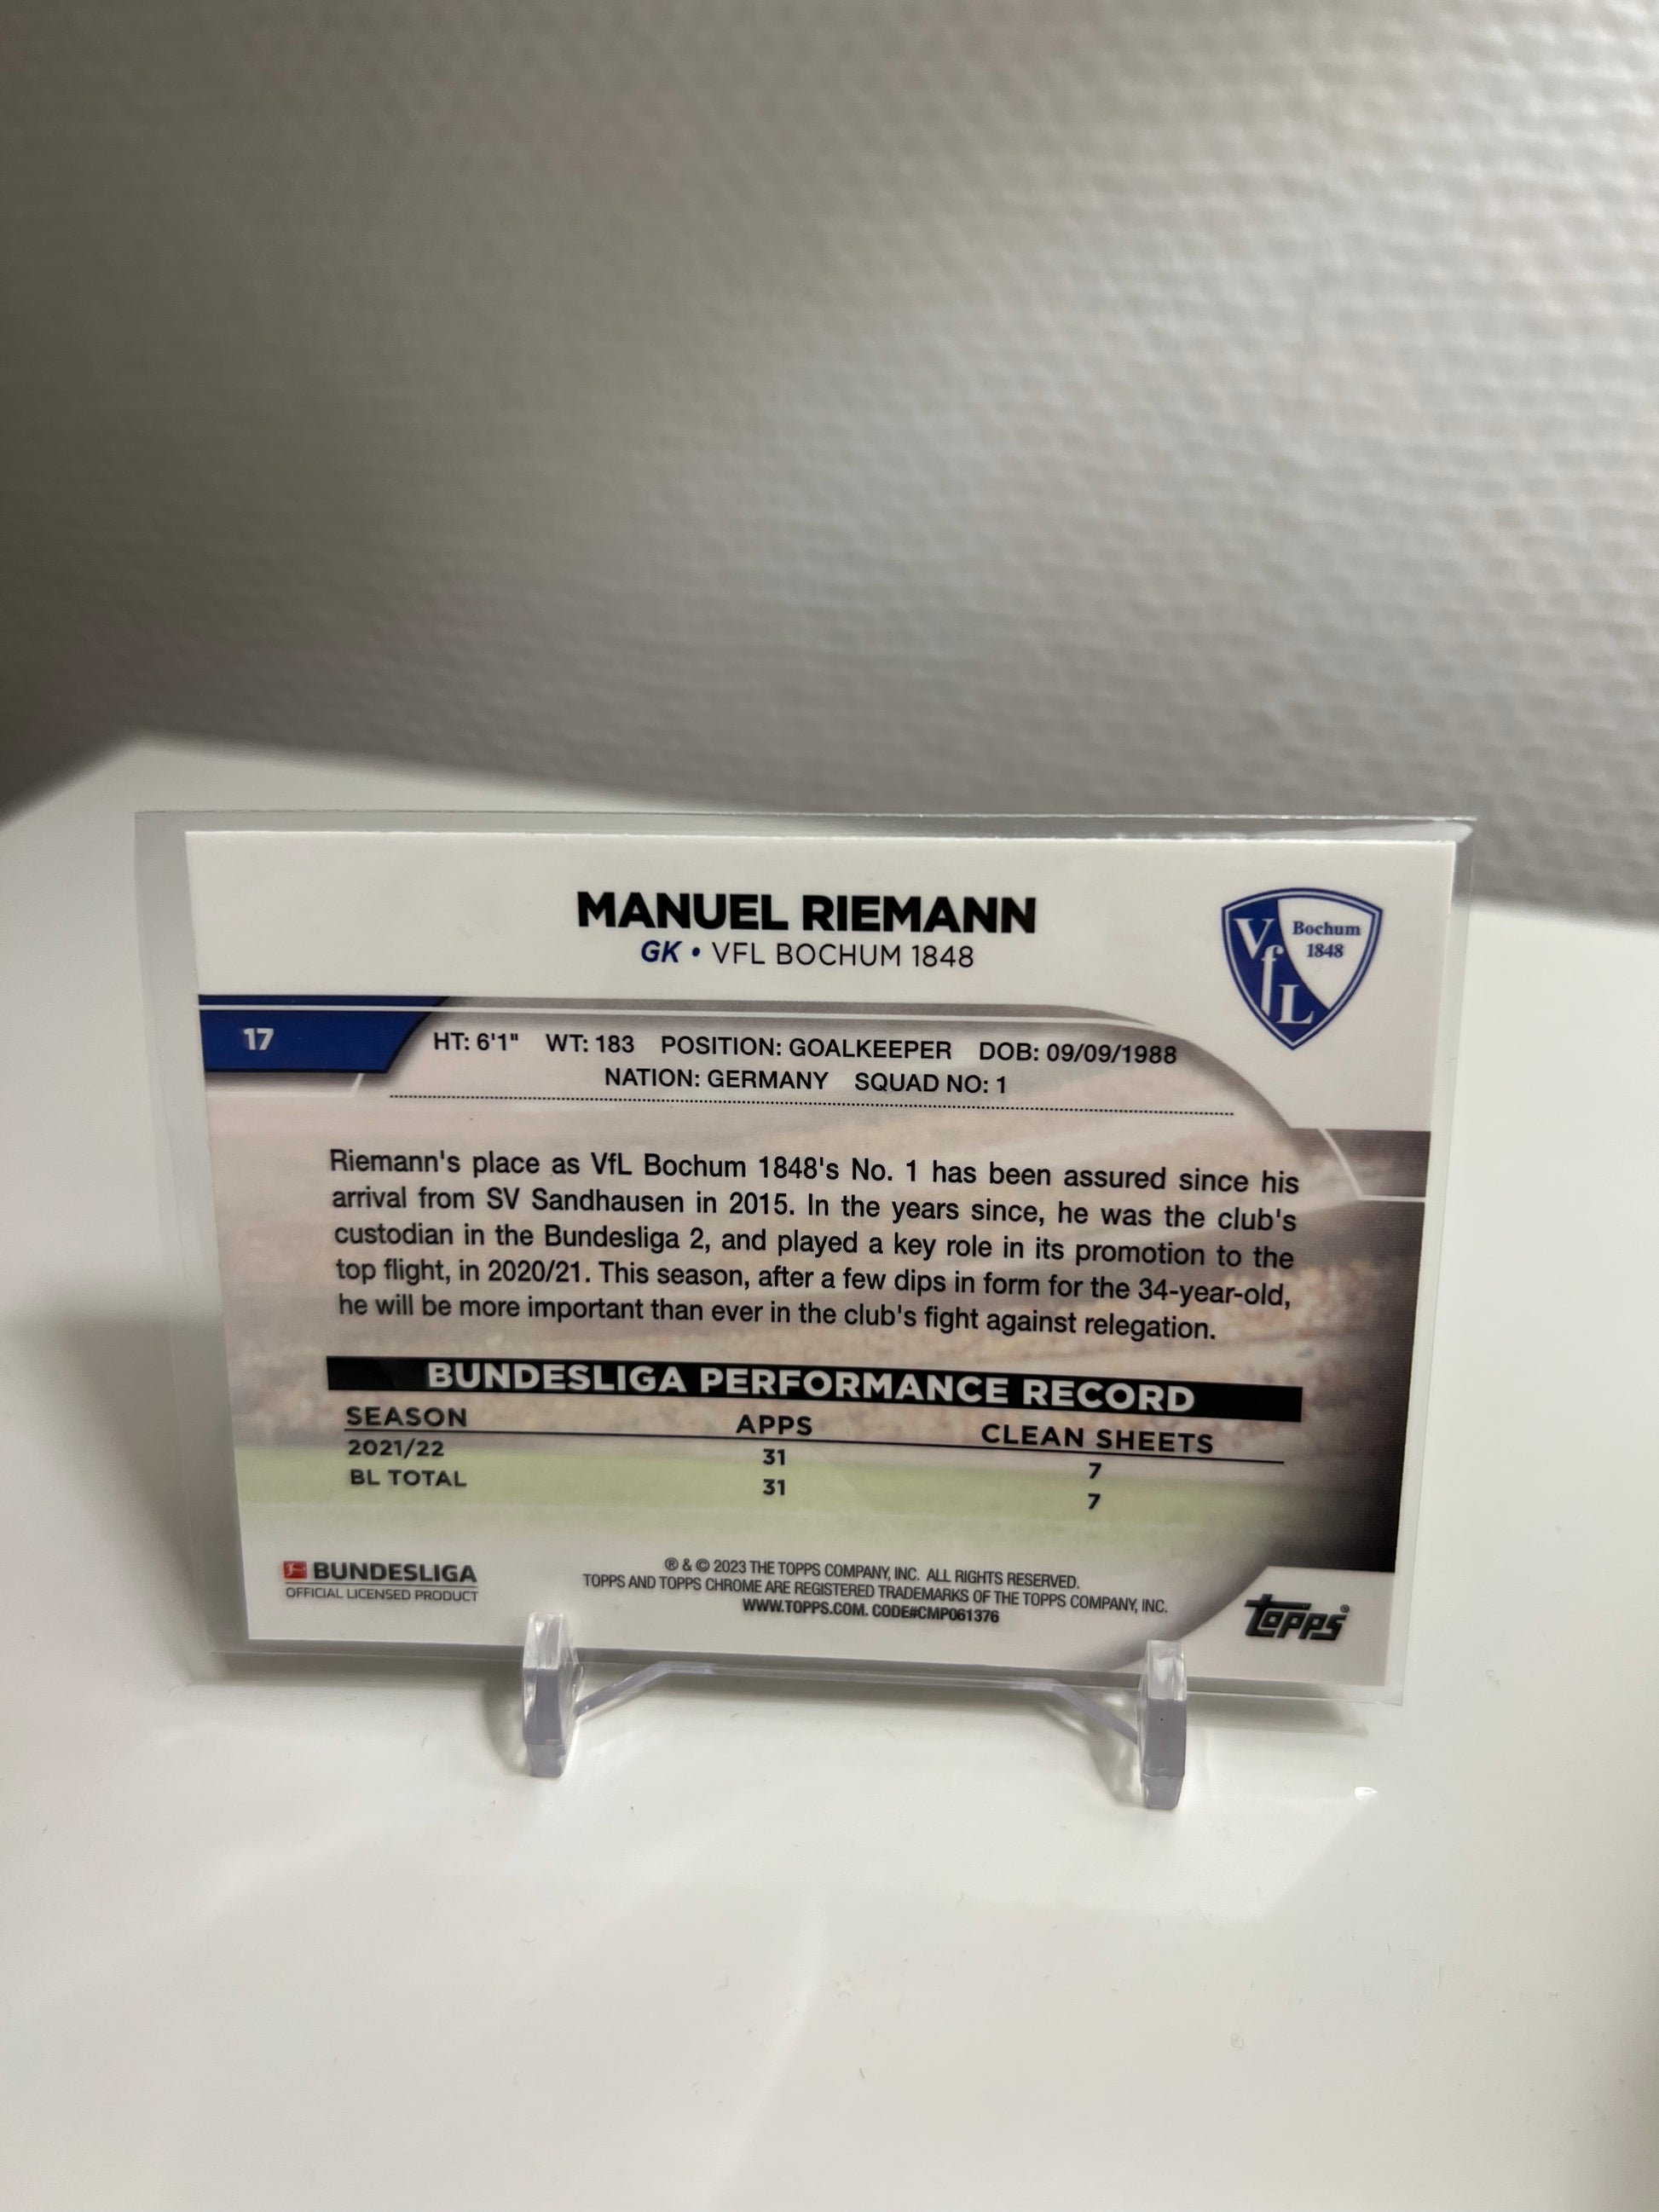 MANUEL RIEMANN
GK • VFL BOCHUM 1848
VfL Bochum
1848
17
HT: 6'1" WT: 183 POSITION: GOALKEEPER DOB: 09/09/1988
NATION: GERMANY SQUAD NO: 1
Riemann's place as VfL Bochum 1848's No. 1 has been assured since his
arrival from SV Sandhausen in 2015. In the years since, he was the club's
custodian in the Bundesliga 2, and played a key role in its promotion to the
top flight, in 2020/21. This season, after a few dips in form for the 34-year-old,
he will be more important than ever in the club's fight against relegation.
BUNDESLIGA PERFORMANCE RECORD
SEASON APPS CLEAN SHEETS
2021/22 31 7
BL TOTAL 31 7
BUNDESLIGA
OFFICIAL LICENSED PRODUCT
® & © 2023 THE TOPPS COMPANY, INC. ALL RIGHTS RESERVED.
TOPPS AND TOPPS CHROME ARE REGISTERED TRADEMARKS OF THE TOPPS COMPANY, INC.
WWW.TOPPS.COM. CODE#CMP061376
topps®